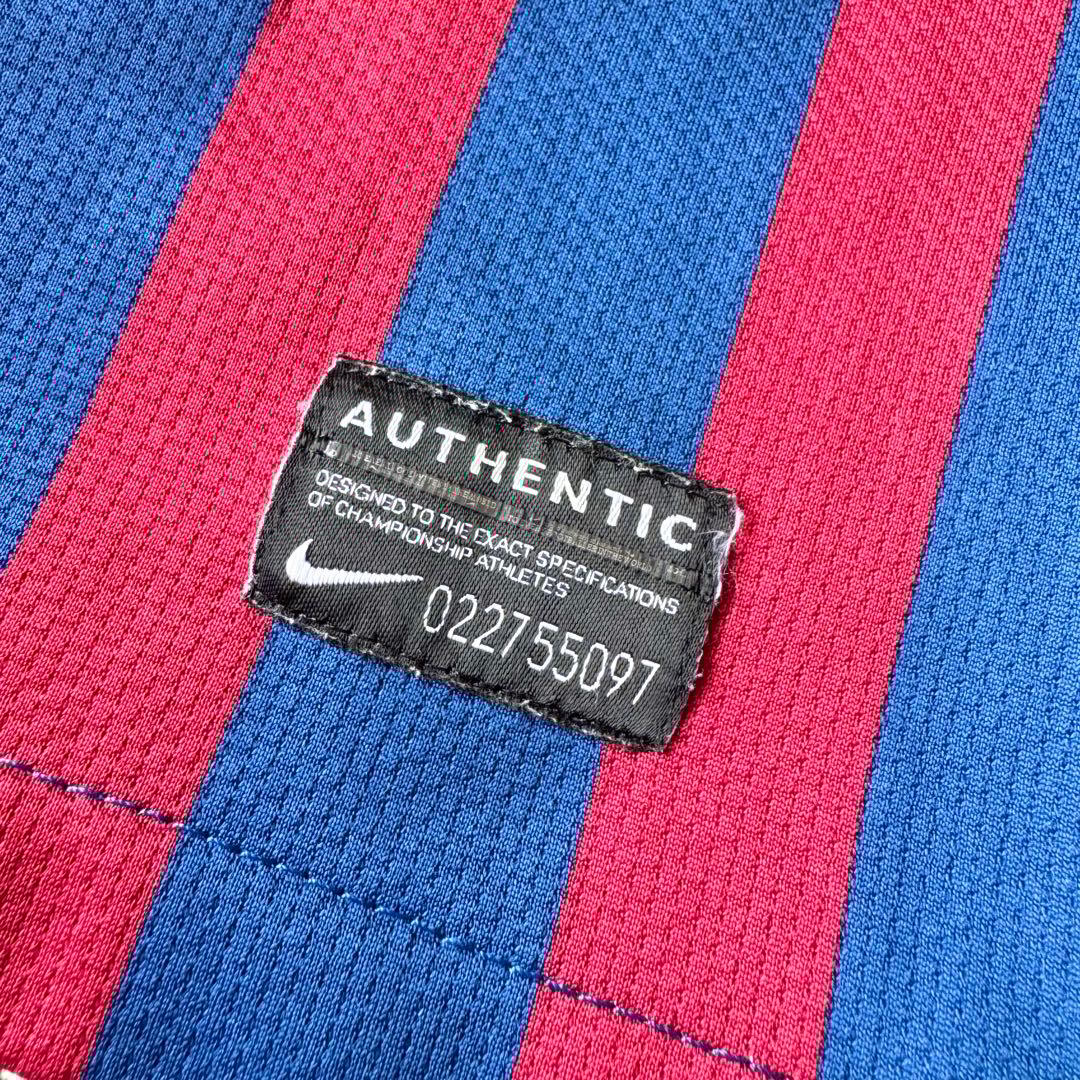 AUTHENTIC
DESIGNED TO THE EXACT SPECIFICATIONS
OF CHAMPIONSHIP ATHLETES
022755097